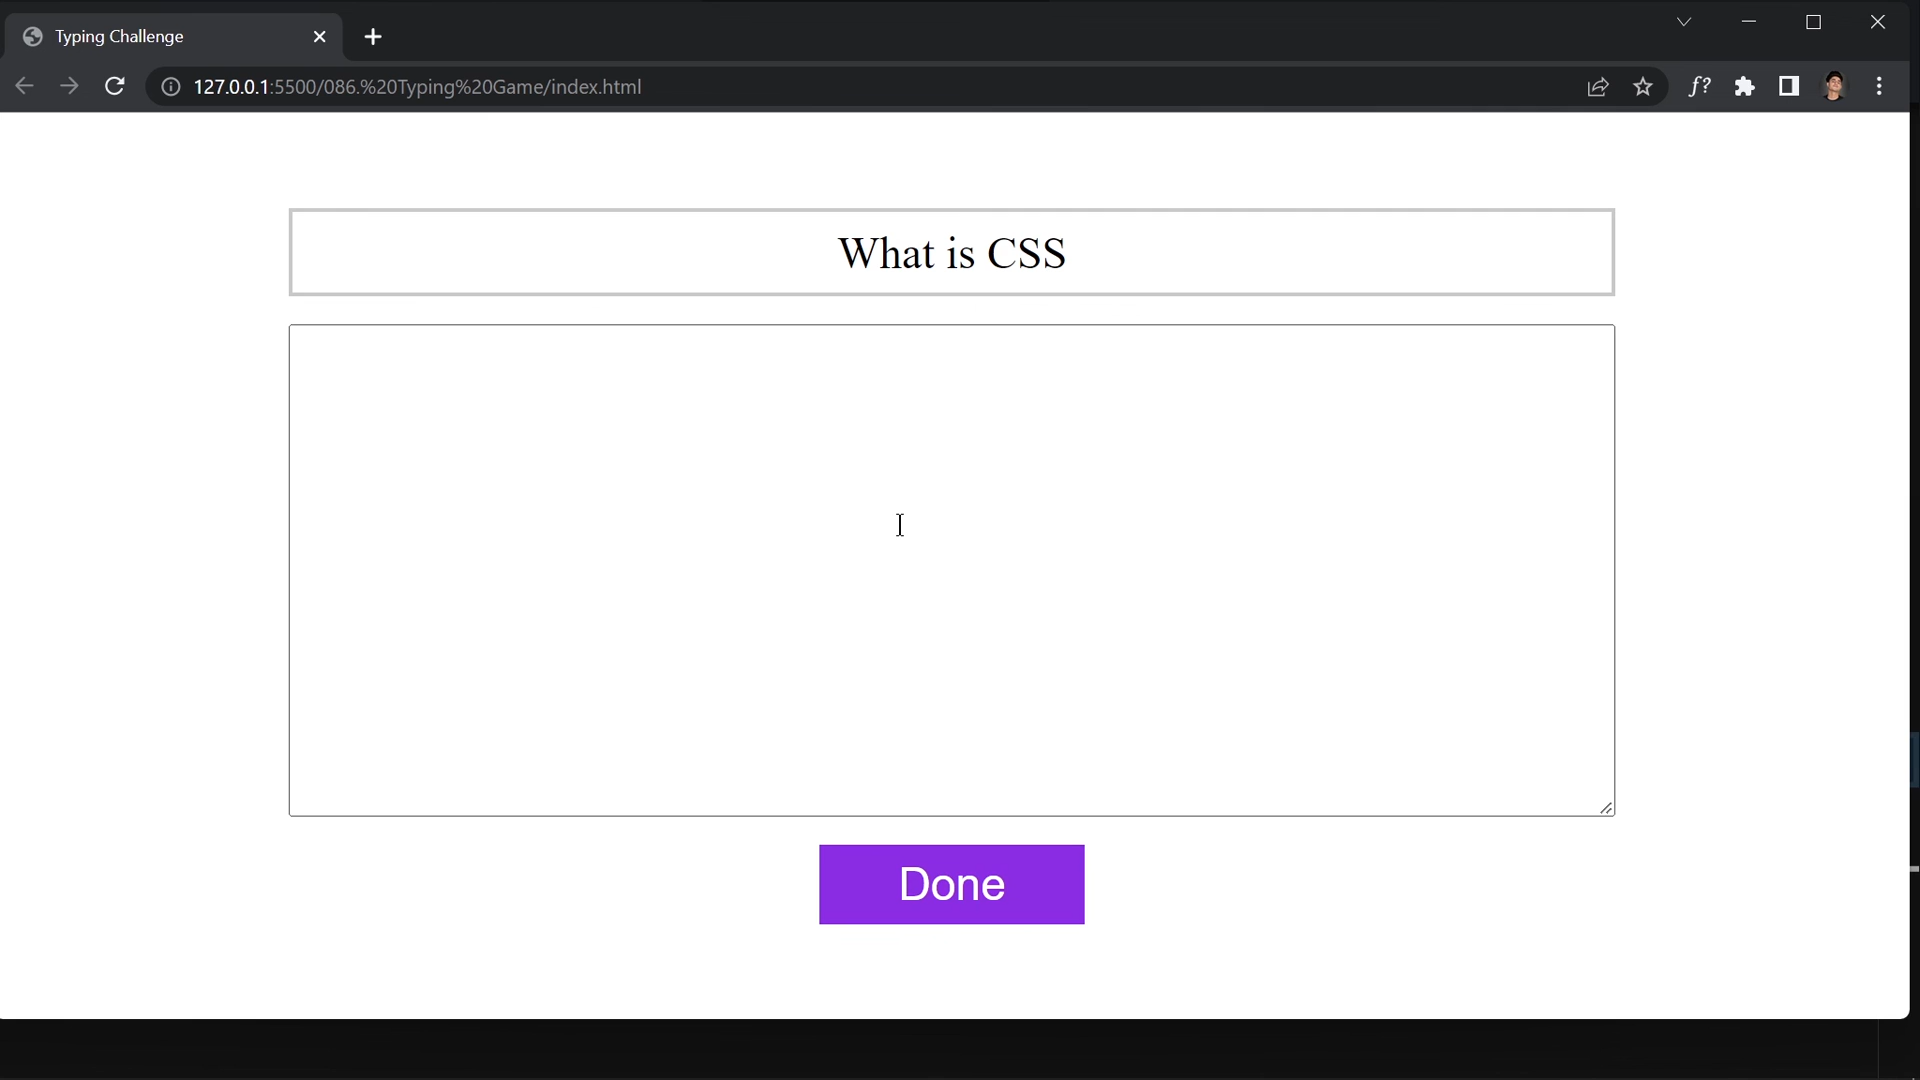 Typing Challenge
127.0.0.1:5500/086.%20Typing%20Game/index.html
f?
What is CSS
Done